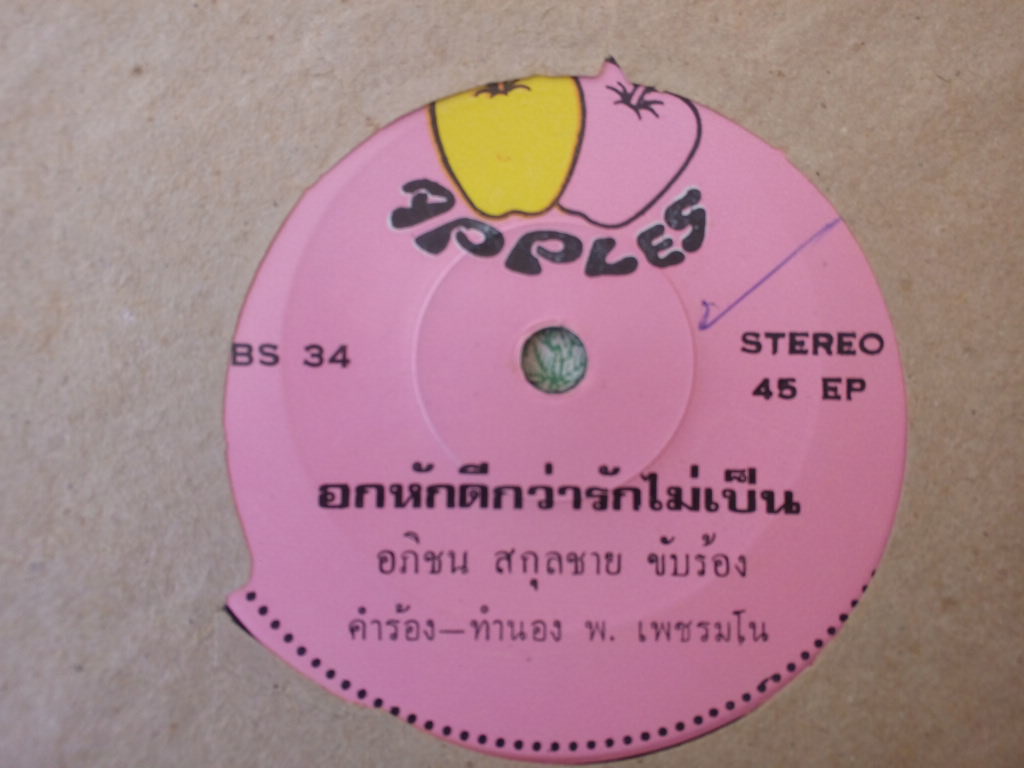 APPLES
BS 34
STEREO
45 EP
อกหักดีกว่ารักไม่เป็น
อภิชน สกุลชาย ขับร้อง
คำร้อง—ทำนอง พ. เพชรมโน